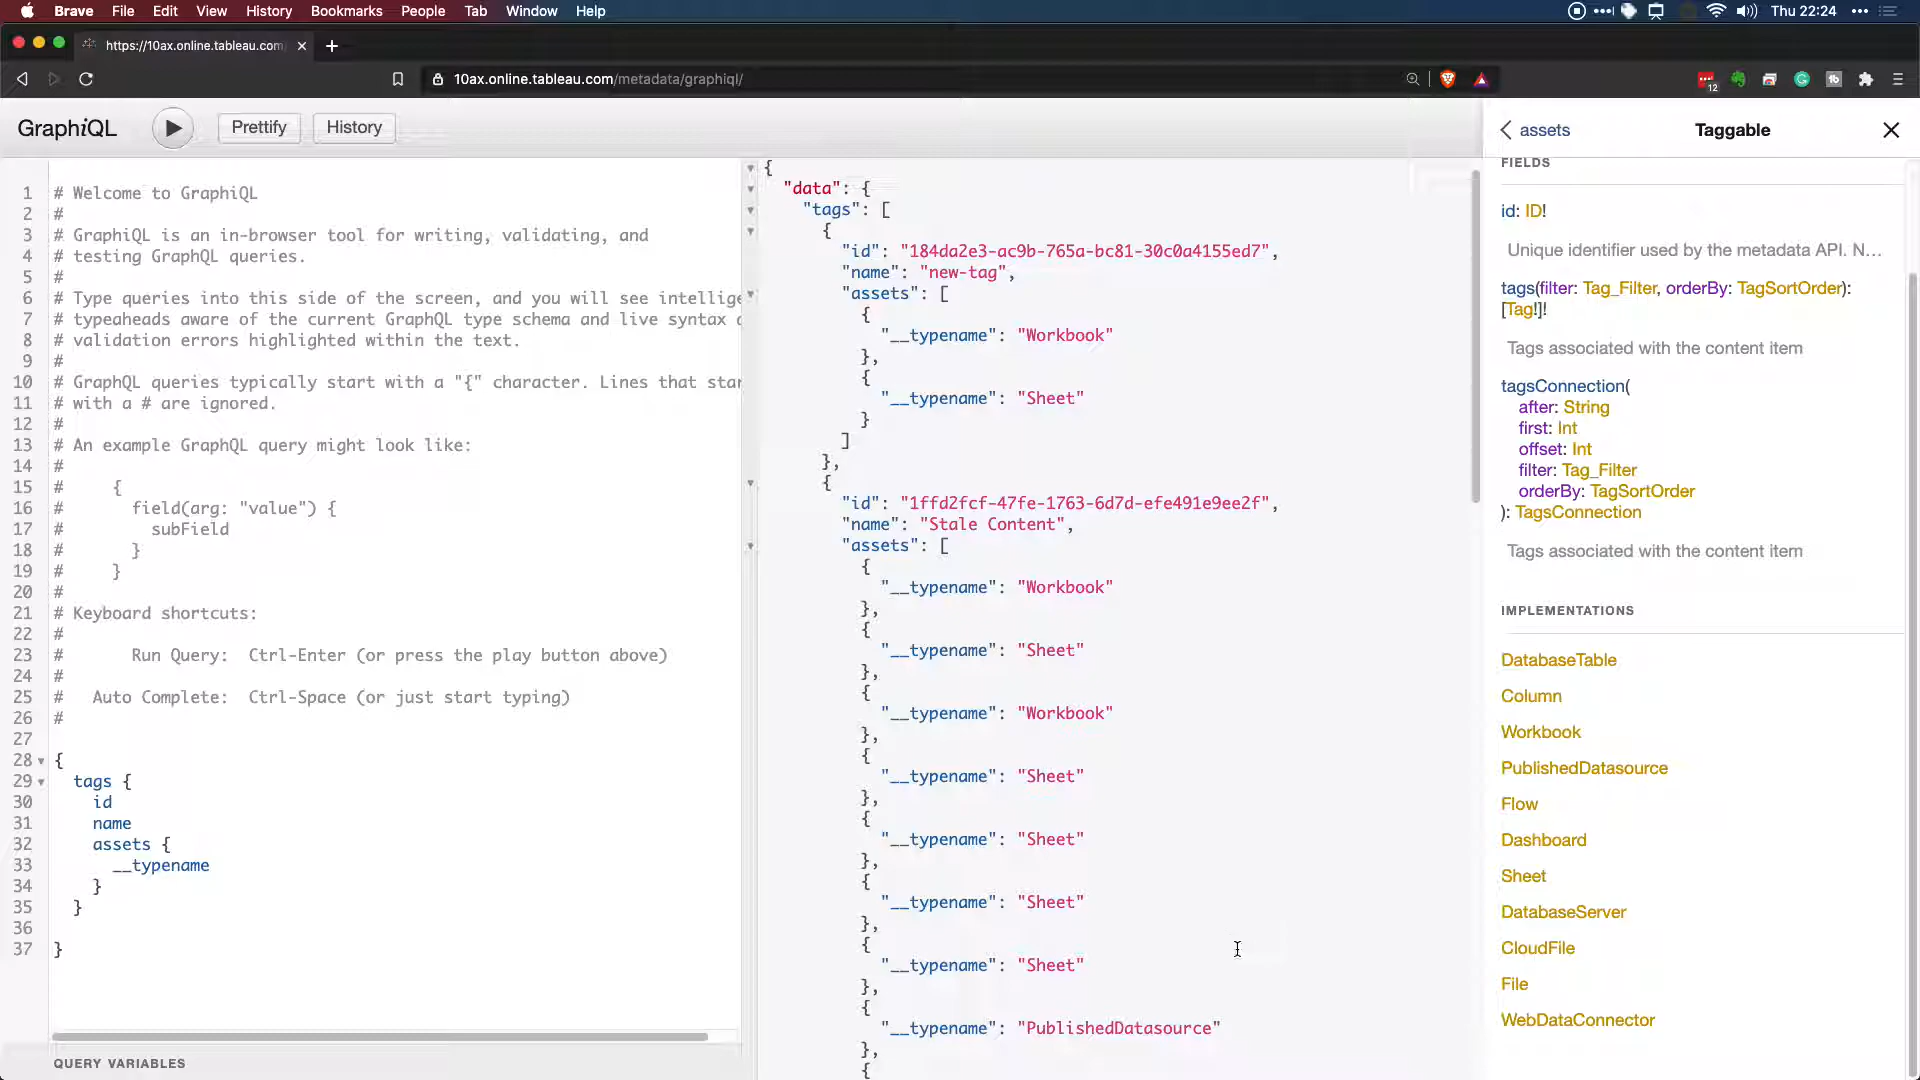 Brave File Edit View History Bookmarks People Tab Window Help Thu 22:24
https://10ax.online.tableau.com
10ax.online.tableau.com/metadata/graphiql/
12
GraphiQL Prettify History
1 # Welcome to GraphiQL
2 #
3 # GraphiQL is an in-browser tool for writing, validating, and
4 # testing GraphQL queries.
5 #
6 # Type queries into this side of the screen, and you will see intellige
7 # typeaheads aware of the current GraphQL type schema and live syntax
8 # validation errors highlighted within the text.
9 #
10 # GraphQL queries typically start with a "{" character. Lines that star
11 # with a # are ignored.
12 #
13 # An example GraphQL query might look like:
14 #
15 #     {
16 #       field(arg: "value") {
17 #         subField
18 #       }
19 #     }
20 #
21 # Keyboard shortcuts:
22 #
23 #       Run Query:  Ctrl-Enter (or press the play button above)
24 #
25 #   Auto Complete:  Ctrl-Space (or just start typing)
26 #
27
28 {
29   tags {
30     id
31     name
32     assets {
33       __typename
34     }
35   }
36
37 }
QUERY VARIABLES
{
"data": {
"tags": [
{
"id": "184da2e3-ac9b-765a-bc81-30c0a4155ed7",
"name": "new-tag",
"assets": [
{
"__typename": "Workbook"
},
{
"__typename": "Sheet"
}
]
},
{
"id": "1ffd2fcf-47fe-1763-6d7d-efe491e9ee2f",
"name": "Stale Content",
"assets": [
{
"__typename": "Workbook"
},
{
"__typename": "Sheet"
},
{
"__typename": "Workbook"
},
{
"__typename": "Sheet"
},
{
"__typename": "Sheet"
},
{
"__typename": "Sheet"
},
{
"__typename": "Sheet"
},
{
"__typename": "PublishedDatasource"
},
{
assets Taggable
FIELDS
id: ID!
Unique identifier used by the metadata API. N...
tags(filter: Tag_Filter, orderBy: TagSortOrder):
[Tag!]!
Tags associated with the content item
tagsConnection(
after: String
first: Int
offset: Int
filter: Tag_Filter
orderBy: TagSortOrder
): TagsConnection
Tags associated with the content item
IMPLEMENTATIONS
DatabaseTable
Column
Workbook
PublishedDatasource
Flow
Dashboard
Sheet
DatabaseServer
CloudFile
File
WebDataConnector